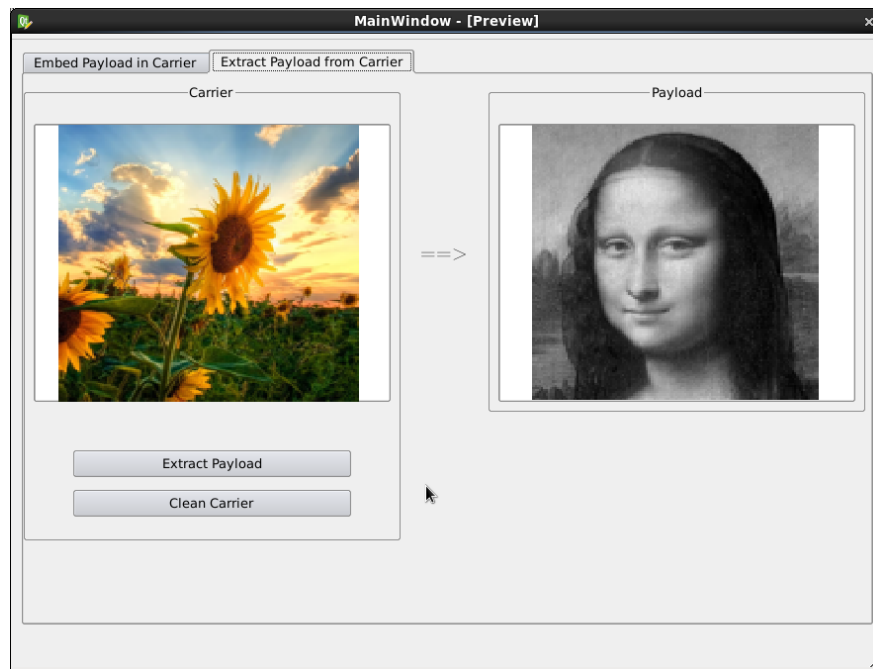 MainWindow - [Preview]
Embed Payload in Carrier
Extract Payload from Carrier
Carrier
Payload
==>
Extract Payload
Clean Carrier